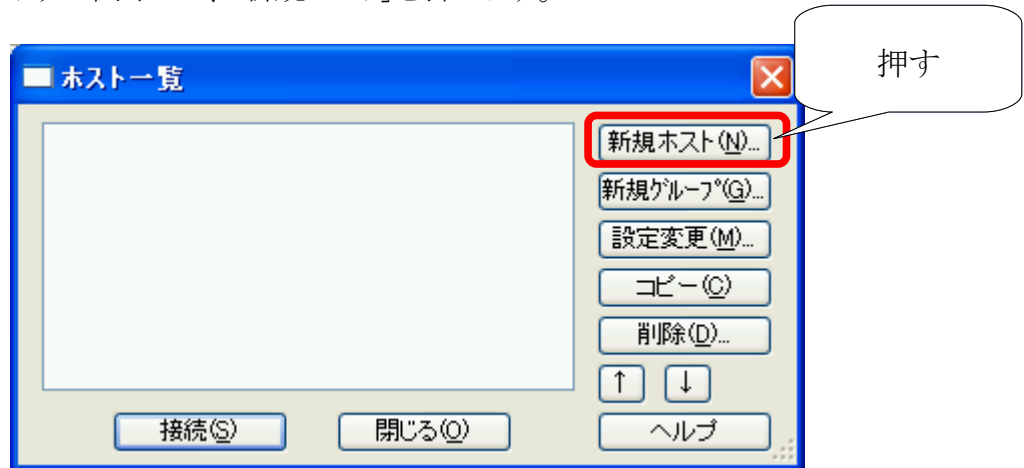 ホスト一覧
押す
新規ホスト(N)...
新規ｸﾞﾙｰﾌﾟ(G)...
設定変更(M)...
コピー(C)
削除(D)...
↑ ↓
接続(S) 閉じる(O) ヘルプ